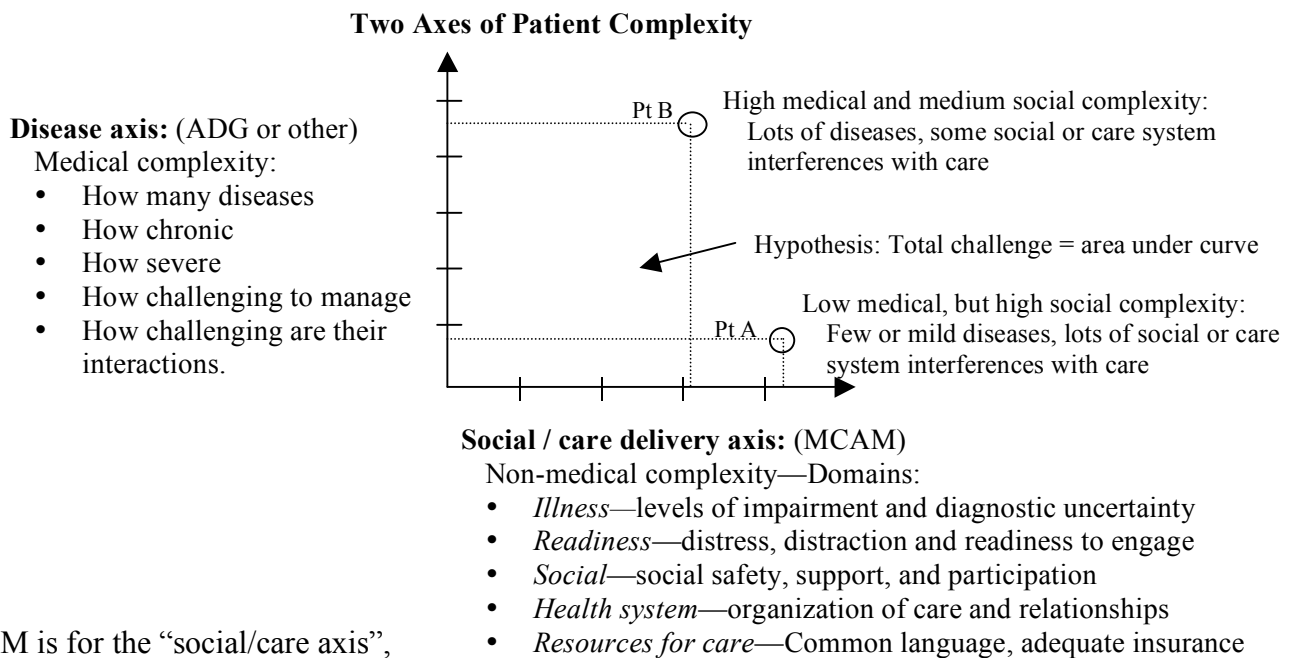 Two Axes of Patient Complexity
Disease axis: (ADG or other)
Medical complexity:
• How many diseases
• How chronic
• How severe
• How challenging to manage
• How challenging are their
interactions.
Pt B
High medical and medium social complexity:
Lots of diseases, some social or care system
interferences with care
Hypothesis: Total challenge = area under curve
Pt A
Low medical, but high social complexity:
Few or mild diseases, lots of social or care
system interferences with care
Social / care delivery axis: (MCAM)
Non-medical complexity—Domains:
• Illness—levels of impairment and diagnostic uncertainty
• Readiness—distress, distraction and readiness to engage
• Social—social safety, support, and participation
• Health system—organization of care and relationships
• Resources for care—Common language, adequate insurance
M is for the “social/care axis”,